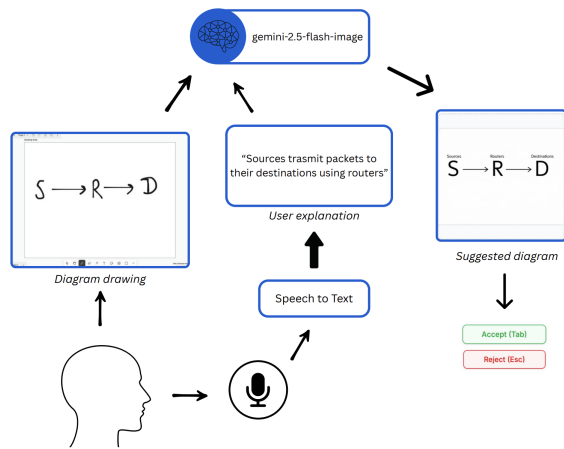 gemini-2.5-flash-image
S → R → D
Diagram drawing
“Sources trasmit packets to
their destinations using routers”
User explanation
Speech to Text
Sources Routers Destinations
S → R → D
Suggested diagram
Accept (Tab)
Reject (Esc)